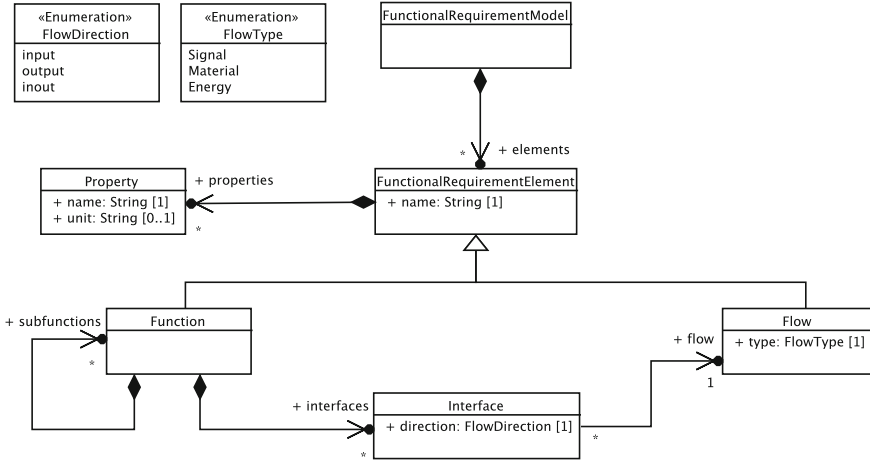 «Enumeration»
FlowDirection
input
output
inout
«Enumeration»
FlowType
Signal
Material
Energy
FunctionalRequirementModel
*
+ elements
Property
+ name: String [1]
+ unit: String [0..1]
+ properties
*
FunctionalRequirementElement
+ name: String [1]
+ subfunctions
*
Function
+ interfaces
*
Interface
+ direction: FlowDirection [1]
*
+ flow
1
Flow
+ type: FlowType [1]